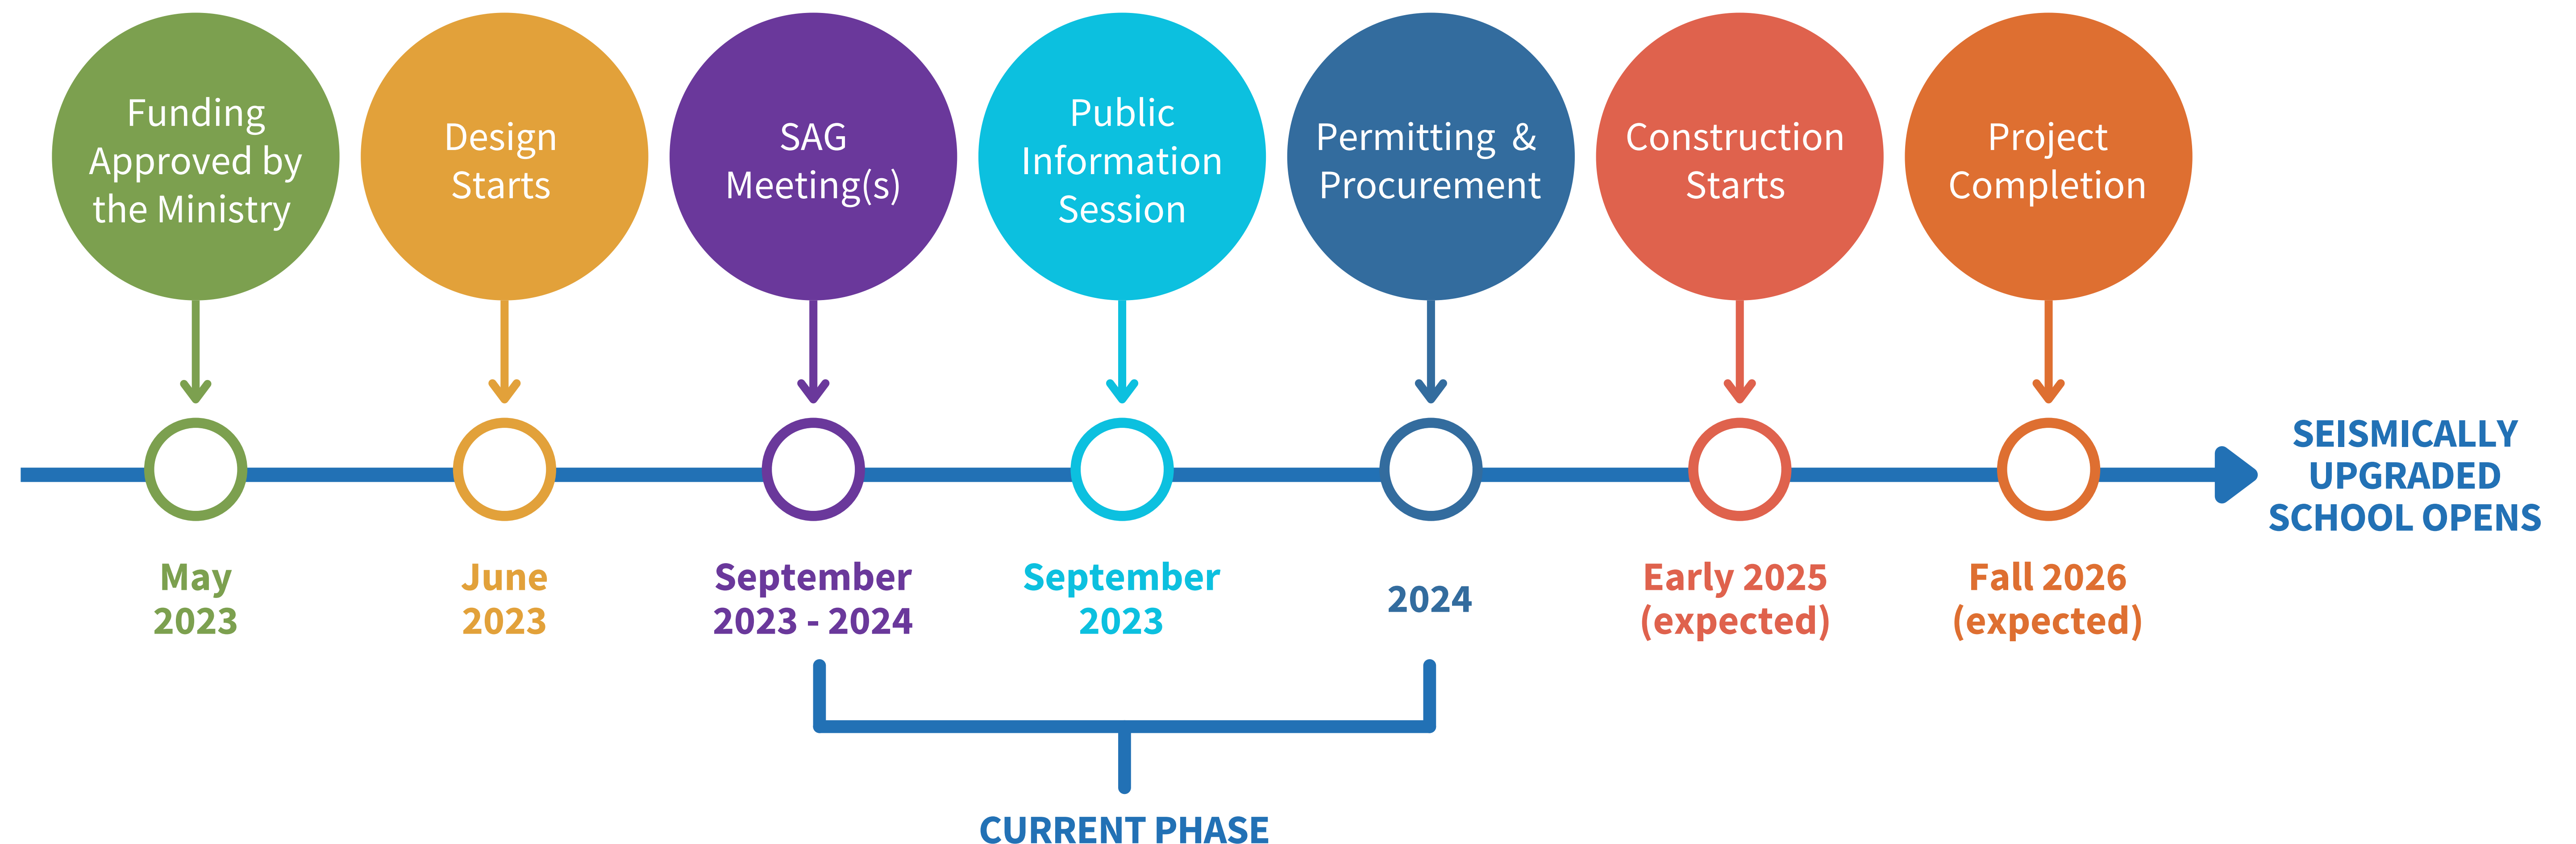 Funding
Approved by
the Ministry
Design
Starts
SAG
Meeting(s)
Public
Information
Session
Permitting &
Procurement
Construction
Starts
Project
Completion
SEISMICALLY
UPGRADED
SCHOOL OPENS
May
2023
June
2023
September
2023 - 2024
September
2023
2024
Early 2025
(expected)
Fall 2026
(expected)
CURRENT PHASE